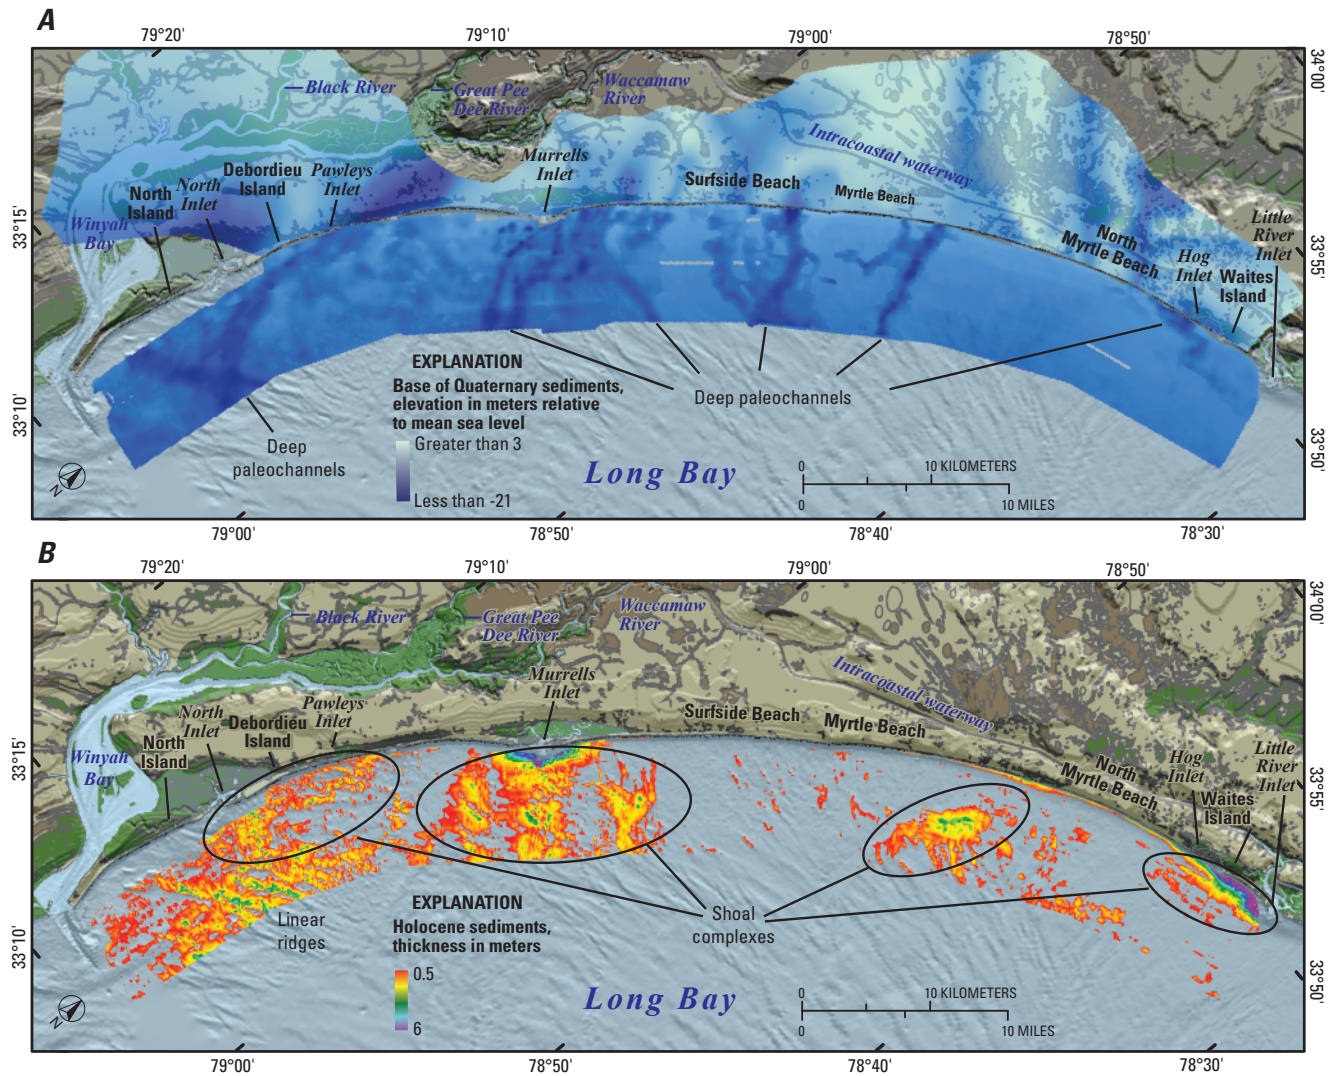 A
79°20'
79°10'
79°00'
78°50'
34°00'
Black River
Great Pee
Dee River
Waccamaw
River
Intracoastal waterway
Murrells
Inlet
Debordieu
Island
Pawleys
Inlet
North
Island
North
Inlet
Surfside Beach
Myrtle Beach
33°15'
Winyah
Bay
North
Myrtle Beach
Hog
Inlet
Little
River
Inlet
Waites
Island
33°55'
EXPLANATION
Base of Quaternary sediments,
elevation in meters relative
to mean sea level
Greater than 3
Less than -21
Deep paleochannels
Deep
paleochannels
33°10'
33°50'
N
Long Bay
0
10 KILOMETERS
0
10 MILES
79°00'
78°50'
78°40'
78°30'
B
79°20'
79°10'
79°00'
78°50'
34°00'
Black River
Great Pee
Dee River
Waccamaw
River
Intracoastal waterway
Murrells
Inlet
Pawleys
Inlet
North
Inlet
Debordieu
Island
North
Island
Surfside Beach
Myrtle Beach
33°15'
Winyah
Bay
North
Myrtle Beach
Hog
Inlet
Little
River
Inlet
Waites
Island
33°55'
EXPLANATION
Holocene sediments,
thickness in meters
0.5
6
Linear
ridges
Shoal
complexes
33°10'
33°50'
N
Long Bay
0
10 KILOMETERS
0
10 MILES
79°00'
78°50'
78°40'
78°30'